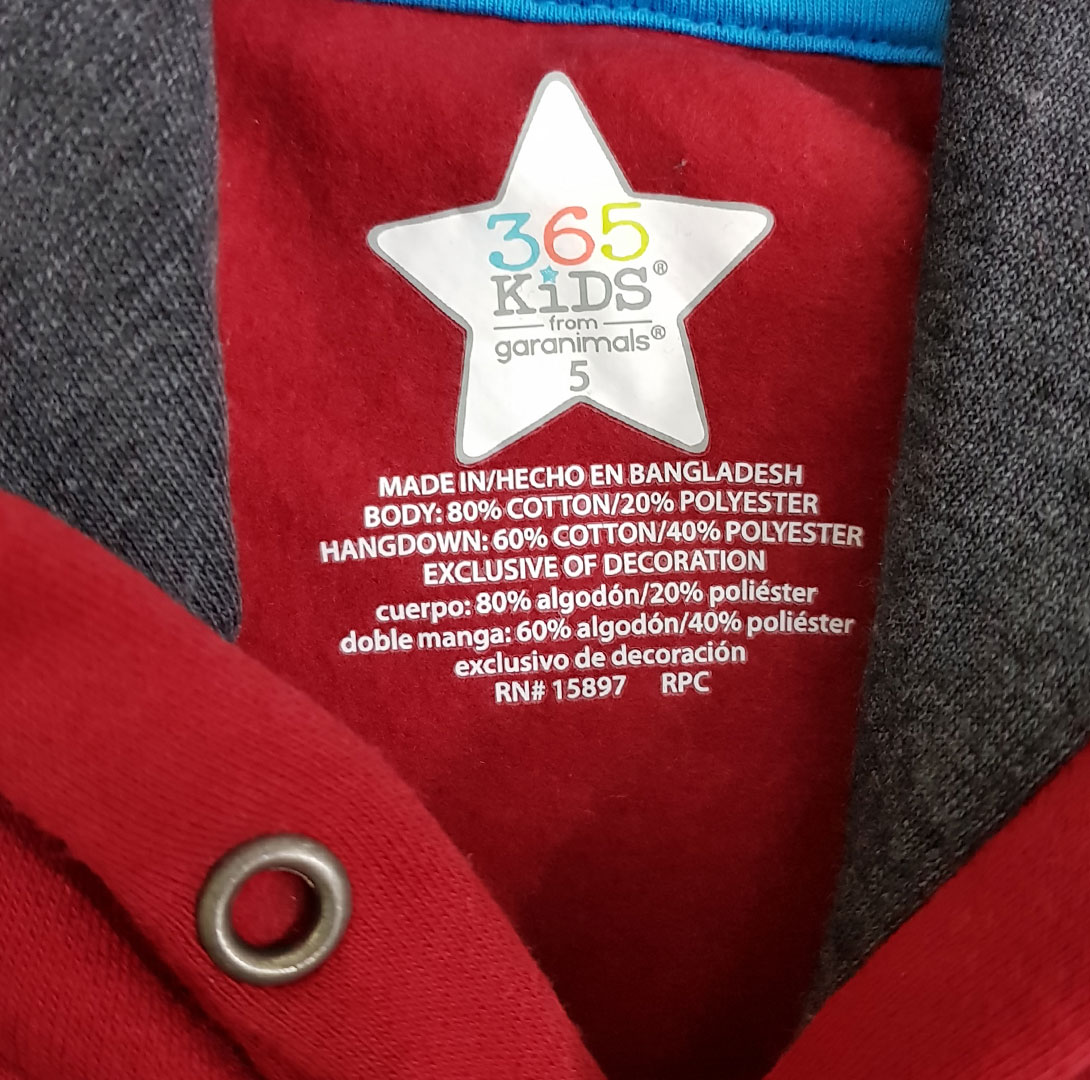 365
KiDS®
from
garanimals®
5
MADE IN/HECHO EN BANGLADESH
BODY: 80% COTTON/20% POLYESTER
HANGDOWN: 60% COTTON/40% POLYESTER
EXCLUSIVE OF DECORATION
cuerpo: 80% algodón/20% poliéster
doble manga: 60% algodón/40% poliéster
exclusivo de decoración
RN# 15897 RPC